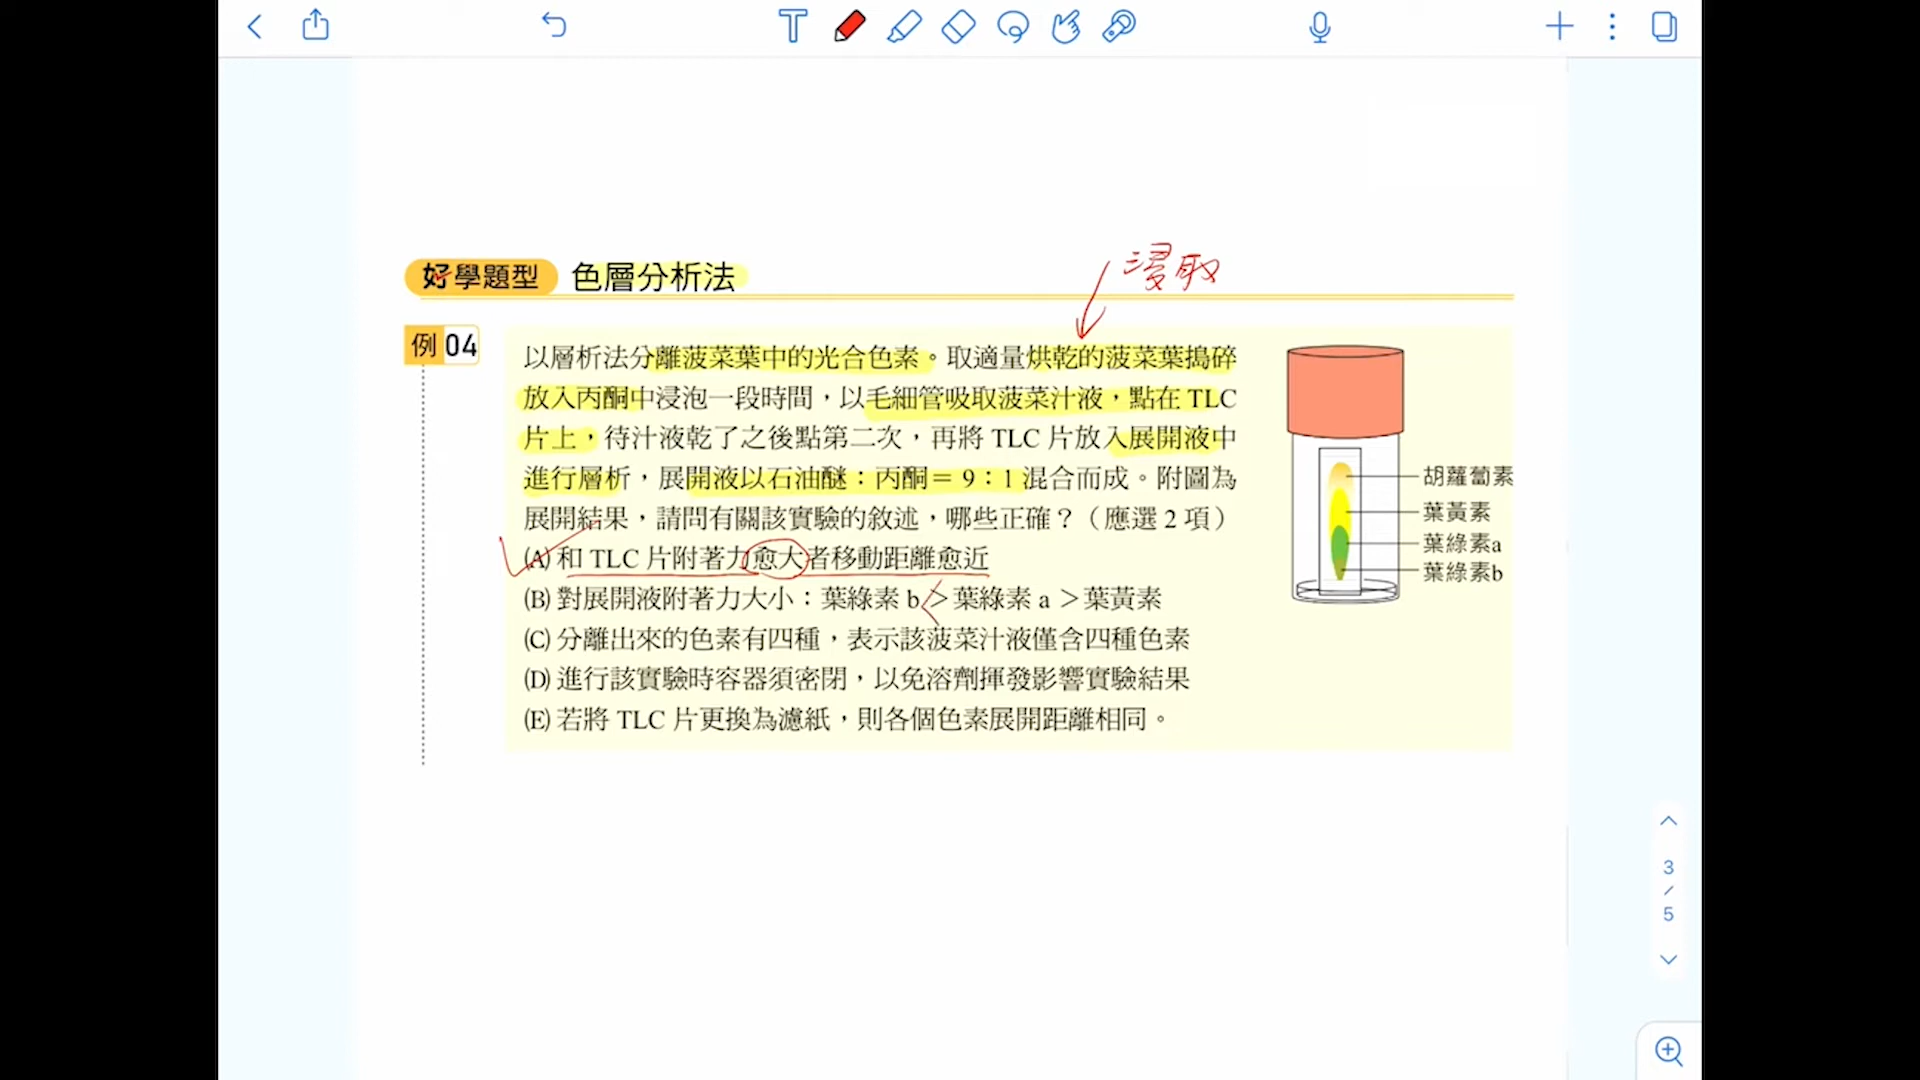 好學題型 色層分析法
浸取
例 04
以層析法分離菠菜葉中的光合色素。取適量烘乾的菠菜葉搗碎
放入丙酮中浸泡一段時間，以毛細管吸取菠菜汁液，點在 TLC
片上，待汁液乾了之後點第二次，再將 TLC 片放入展開液中
進行層析，展開液以石油醚：丙酮＝ 9：1 混合而成。附圖為
展開結果，請問有關該實驗的敘述，哪些正確？（應選 2 項）
(A) 和 TLC 片附著力愈大者移動距離愈近
(B) 對展開液附著力大小：葉綠素 b ＞葉綠素 a ＞葉黃素
(C) 分離出來的色素有四種，表示該菠菜汁液僅含四種色素
(D) 進行該實驗時容器須密閉，以免溶劑揮發影響實驗結果
(E) 若將 TLC 片更換為濾紙，則各個色素展開距離相同。
胡蘿蔔素
葉黃素
葉綠素a
葉綠素b
3
/
5